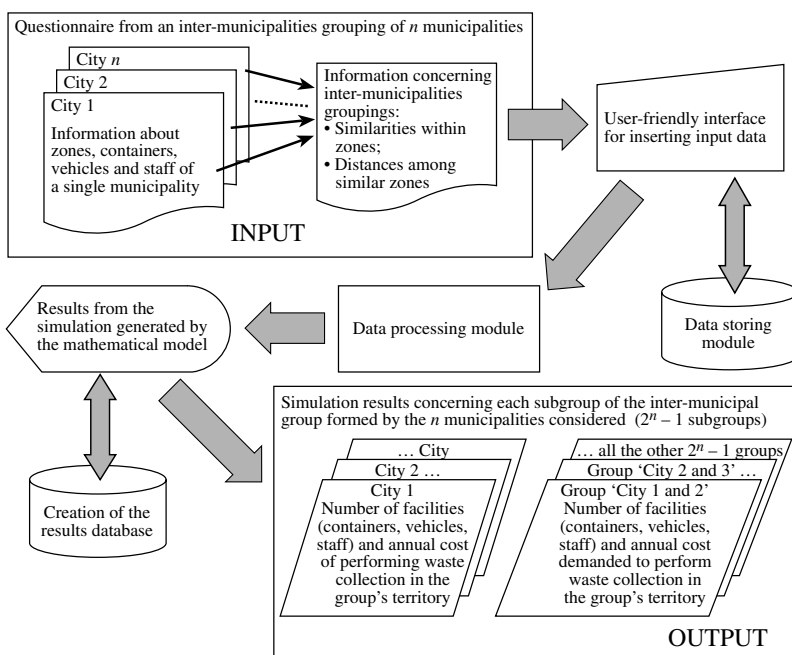 Questionnaire from an inter-municipalities grouping of n municipalities
City n
City 2
City 1
Information about
zones, containers,
vehicles and staff of
a single municipality
Information concerning
inter-municipalities
groupings:
• Similarities within
zones;
• Distances among
similar zones
INPUT
User-friendly interface
for inserting input data
Data storing
module
Data processing module
Results from the
simulation generated by
the mathematical model
Creation of the
results database
Simulation results concerning each subgroup of the inter-municipal
group formed by the n municipalities considered (2ⁿ – 1 subgroups)
… City
City 2 …
City 1
Number of facilities
(containers, vehicles,
staff) and annual cost
of performing waste
collection in the
group's territory
… all the other 2ⁿ – 1 groups
Group ‘City 2 and 3’ …
Group ‘City 1 and 2’
Number of facilities
(containers, vehicles,
staff) and annual cost
demanded to perform
waste collection in
the group's territory
OUTPUT